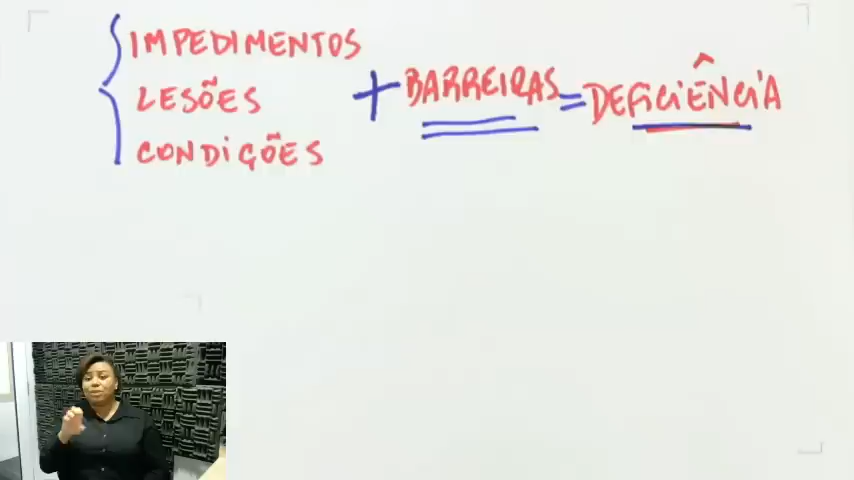 IMPEDIMENTOS
LESÕES
CONDIÇÕES
+ BARREIRAS = DEFICIÊNCIA